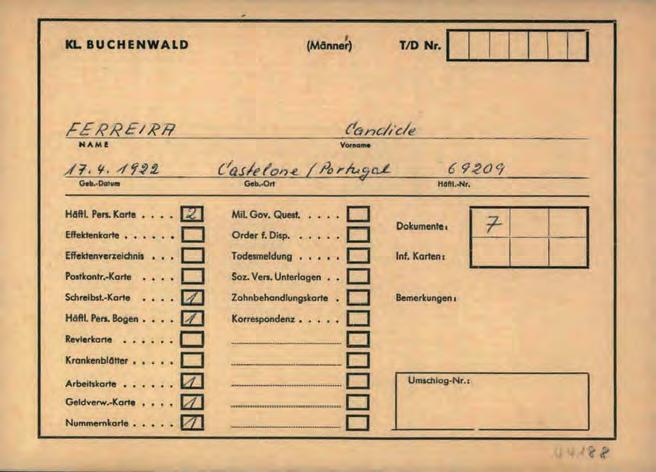 KL. BUCHENWALD (Männer) T/D Nr.
FERREIRA Candide
NAME Vorname
17.4.1922 Castelone / Portugal 69209
Geb.-Datum Geb.-Ort Häftl.-Nr.
Häftl. Pers. Karte . . . . 2
Effektenkarte . . . . . .
Effektenverzeichnis . . .
Postkontr.-Karte . . . .
Schreibst.-Karte . . . . 1
Häftl. Pers. Bogen . . . . 1
Revierkarte . . . . .
Krankenblätter . . . . .
Arbeitskarte . . . . . . 1
Geldverw.-Karte . . . . 1
Nummernkarte . . . . . 1
Mil. Gov. Quest. . . . . .
Order f. Disp. . . . . .
Todesmeldung . . . . .
Soz. Vers. Unterlagen . .
Zahnbehandlungskarte .
Korrespondenz . . . . .
Dokumente: 7
Inf. Karten:
Bemerkungen:
Umschlag-Nr.:
44188